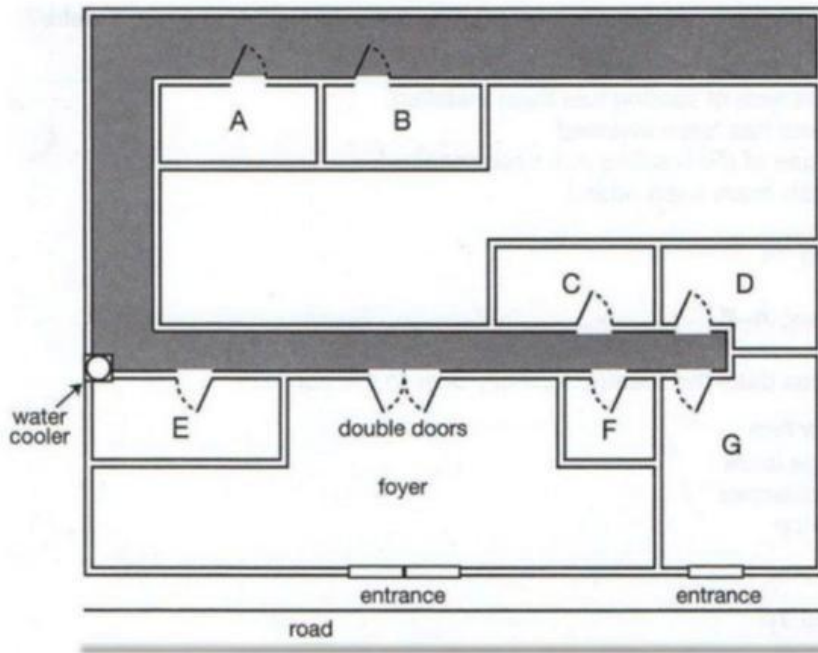 A
B
C
D
water
cooler
E
double doors
F
G
foyer
entrance
entrance
road